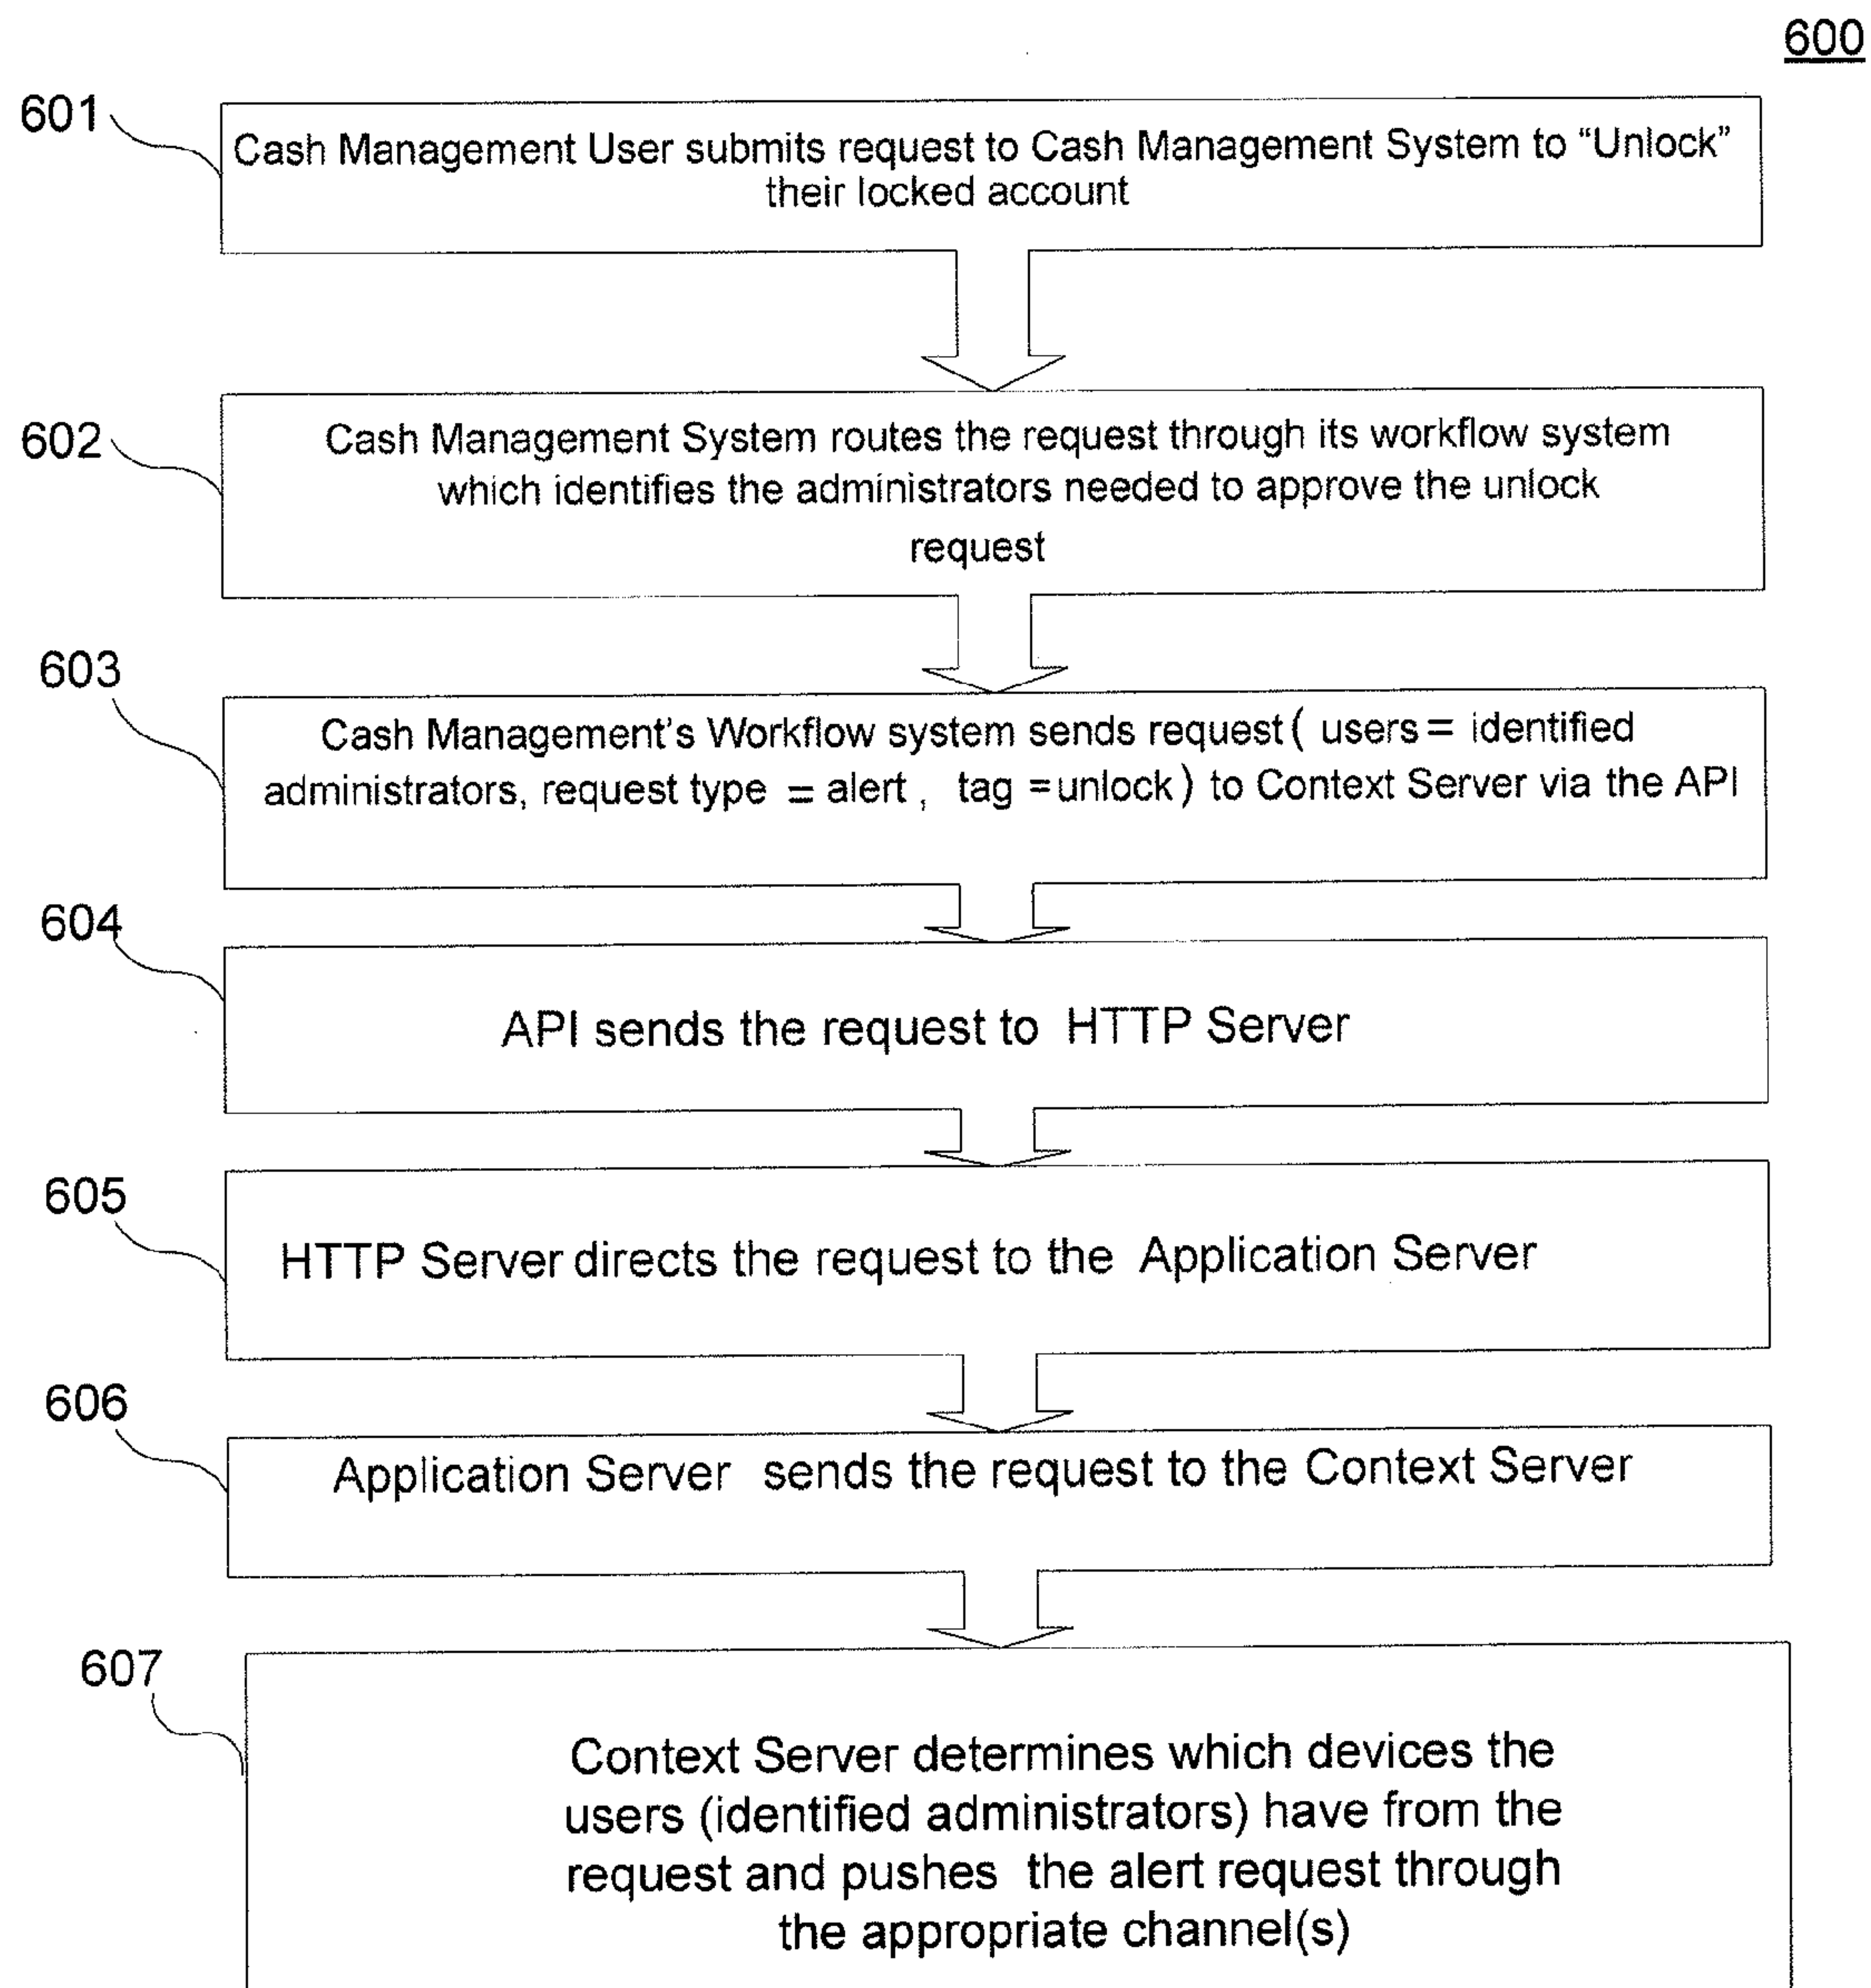 600
601
Cash Management User submits request to Cash Management System to “Unlock”
their locked account
602
Cash Management System routes the request through its workflow system
which identifies the administrators needed to approve the unlock
request
603
Cash Management's Workflow system sends request( users= identified
administrators, request type = alert, tag =unlock) to Context Server via the API
604
API sends the request to HTTP Server
605
HTTP Server directs the request to the Application Server
606
Application Server sends the request to the Context Server
607
Context Server determines which devices the
users (identified administrators) have from the
request and pushes the alert request through
the appropriate channel(s)